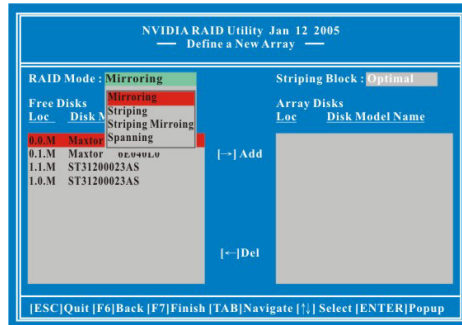 NVIDIA RAID Utility Jan 12 2005
Define a New Array
RAID Mode : Mirroring
Striping Block : Optimal
Mirroring
Striping
Striping Mirroing
Spanning
Free Disks
Loc Disk M
0.0.M Maxtor
0.1.M Maxtor 6E040L0
1.1.M ST31200023AS
1.0.M ST31200023AS
[→] Add
[←]Del
Array Disks
Loc Disk Model Name
[ESC]Quit [F6]Back [F7]Finish [TAB]Navigate [↑↓] Select [ENTER]Popup